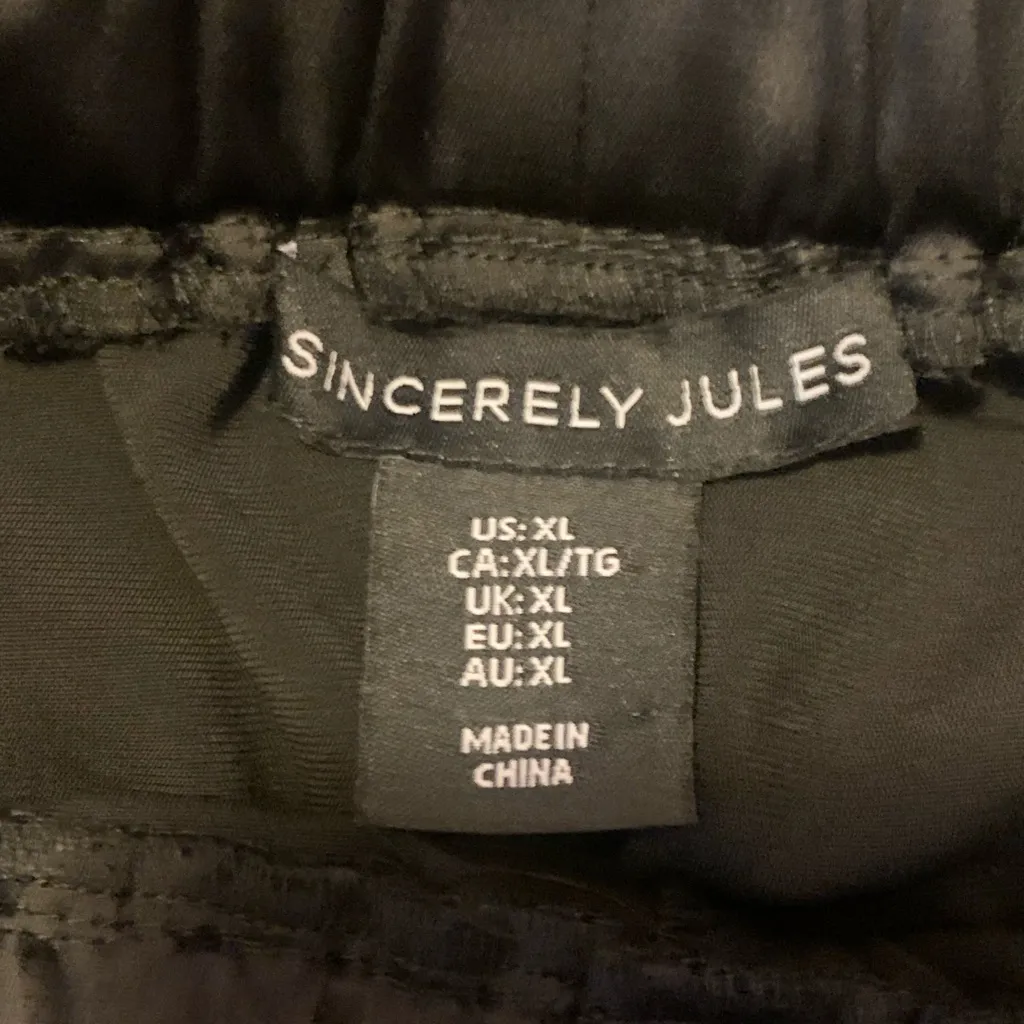 SINCERELY JULES
US: XL
CA: XL/TG
UK: XL
EU: XL
AU: XL
MADE IN
CHINA